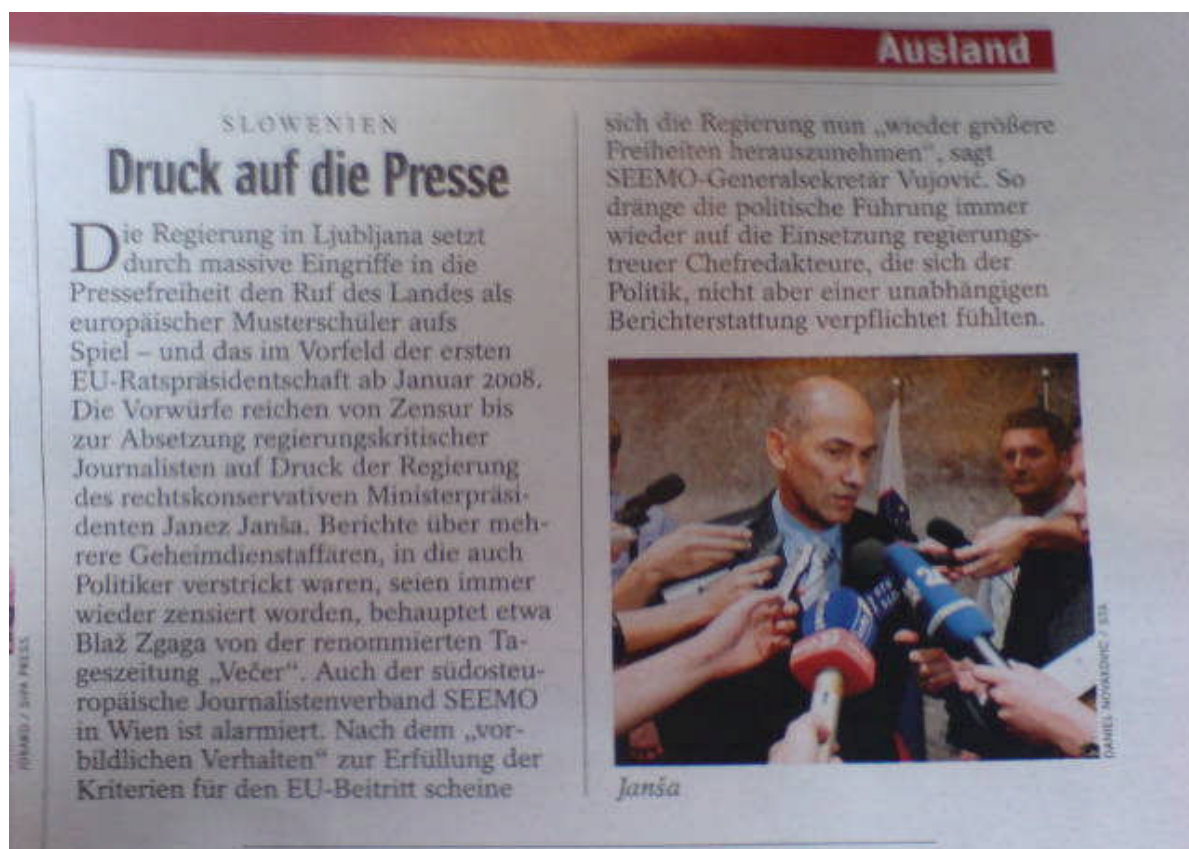 Ausland
SLOWENIEN
Druck auf die Presse
Die Regierung in Ljubljana setzt
durch massive Eingriffe in die
Pressefreiheit den Ruf des Landes als
europäischer Musterschüler aufs
Spiel – und das im Vorfeld der ersten
EU-Ratspräsidentschaft ab Januar 2008.
Die Vorwürfe reichen von Zensur bis
zur Absetzung regierungskritischer
Journalisten auf Druck der Regierung
des rechtskonservativen Ministerpräsi-
denten Janez Janša. Berichte über meh-
rere Geheimdienstaffären, in die auch
Politiker verstrickt waren, seien immer
wieder zensiert worden, behauptet etwa
Blaž Zgaga von der renommierten Ta-
geszeitung „Večer“. Auch der südosteu-
ropäische Journalistenverband SEEMO
in Wien ist alarmiert. Nach dem „vor-
bildlichen Verhalten“ zur Erfüllung der
Kriterien für den EU-Beitritt scheine
sich die Regierung nun „wieder größere
Freiheiten herauszunehmen“, sagt
SEEMO-Generalsekretär Vujović. So
dränge die politische Führung immer
wieder auf die Einsetzung regierungs-
treuer Chefredakteure, die sich der
Politik, nicht aber einer unabhängigen
Berichterstattung verpflichtet fühlten.
DANIEL NOVAKOVIC / STA
Janša
/ SIPA PRESS